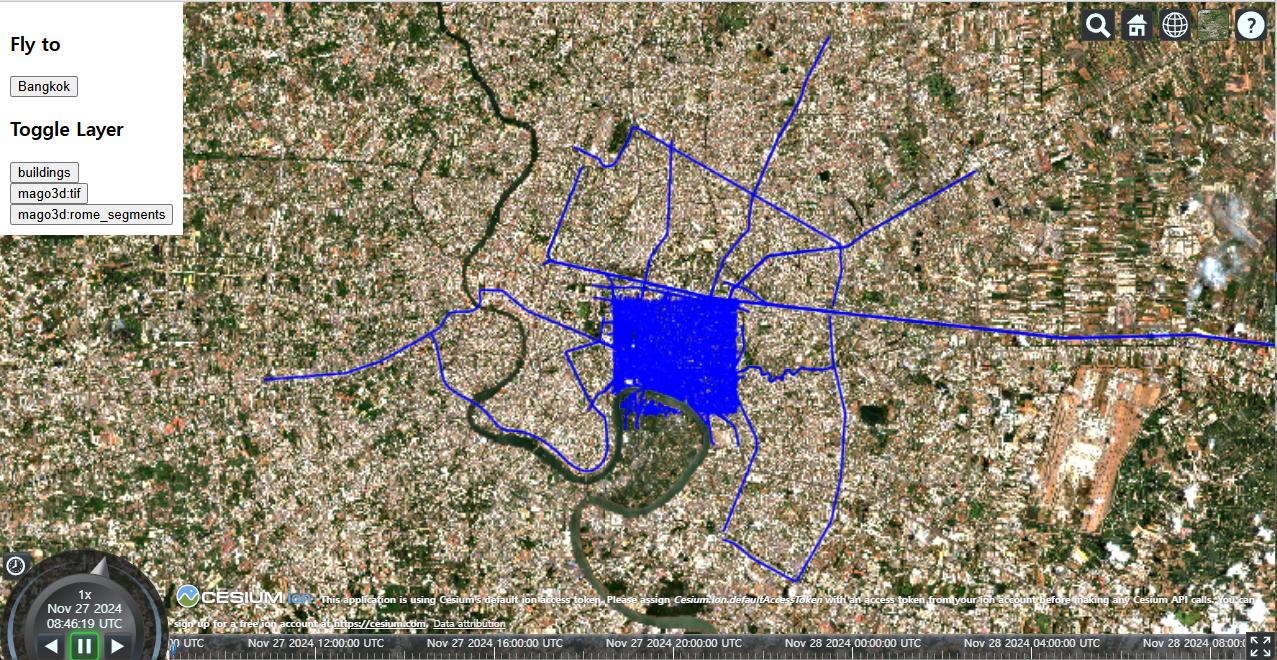 Fly to
Bangkok
Toggle Layer
buildings
mago3d:tif
mago3d:rome_segments
?
1x
Nov 27 2024
08:46:19 UTC
CESIUM ion This application is using Cesium's default ion access token. Please assign Cesium.Ion.defaultAccessToken with an access token from your ion account before making any Cesium API calls. You can
sign up for a free ion account at https://cesium.com. Data attribution
UTC Nov 27 2024 12:00:00 UTC Nov 27 2024 16:00:00 UTC Nov 27 2024 20:00:00 UTC Nov 28 2024 00:00:00 UTC Nov 28 2024 04:00:00 UTC Nov 28 2024 08:00:0